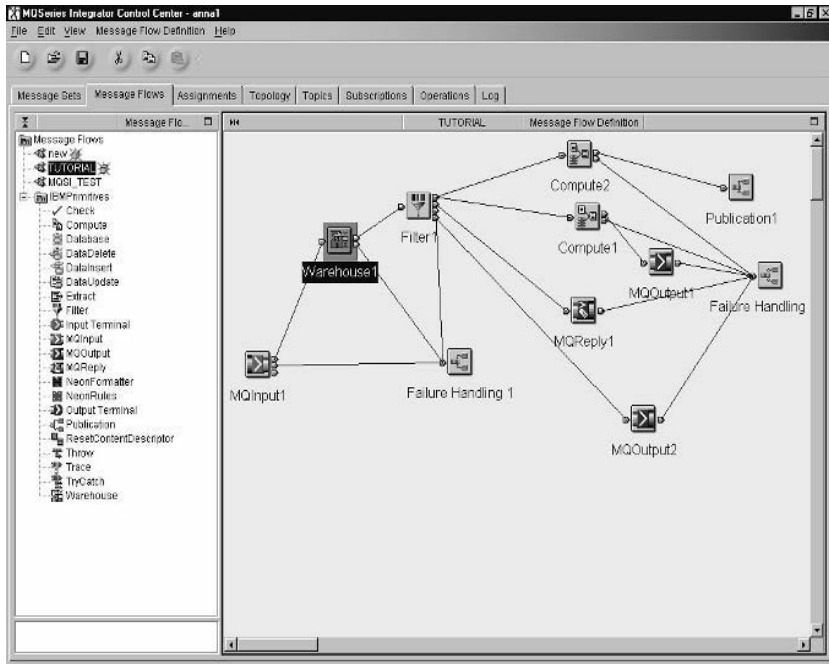 MQSeries Integrator Control Center - anna1
File Edit View Message Flow Definition Help
Message Sets Message Flows Assignments Topology Topics Subscriptions Operations Log
Message Flo...
Message Flows
new
TUTORIAL
MQSI_TEST
IBMPrimitives
Check
Compute
Database
DataDelete
DataInsert
DataUpdate
Extract
Filter
Input Terminal
MQInput
MQOutput
MQReply
NeonFormatter
NeonRules
Output Terminal
Publication
ResetContentDescriptor
Throw
Trace
TryCatch
Warehouse
TUTORIAL Message Flow Definition
Compute2
Publication1
Filter1
Compute1
Warehouse1
MQOutput1
Failure Handling
MQReply1
MQInput1
Failure Handling 1
MQOutput2